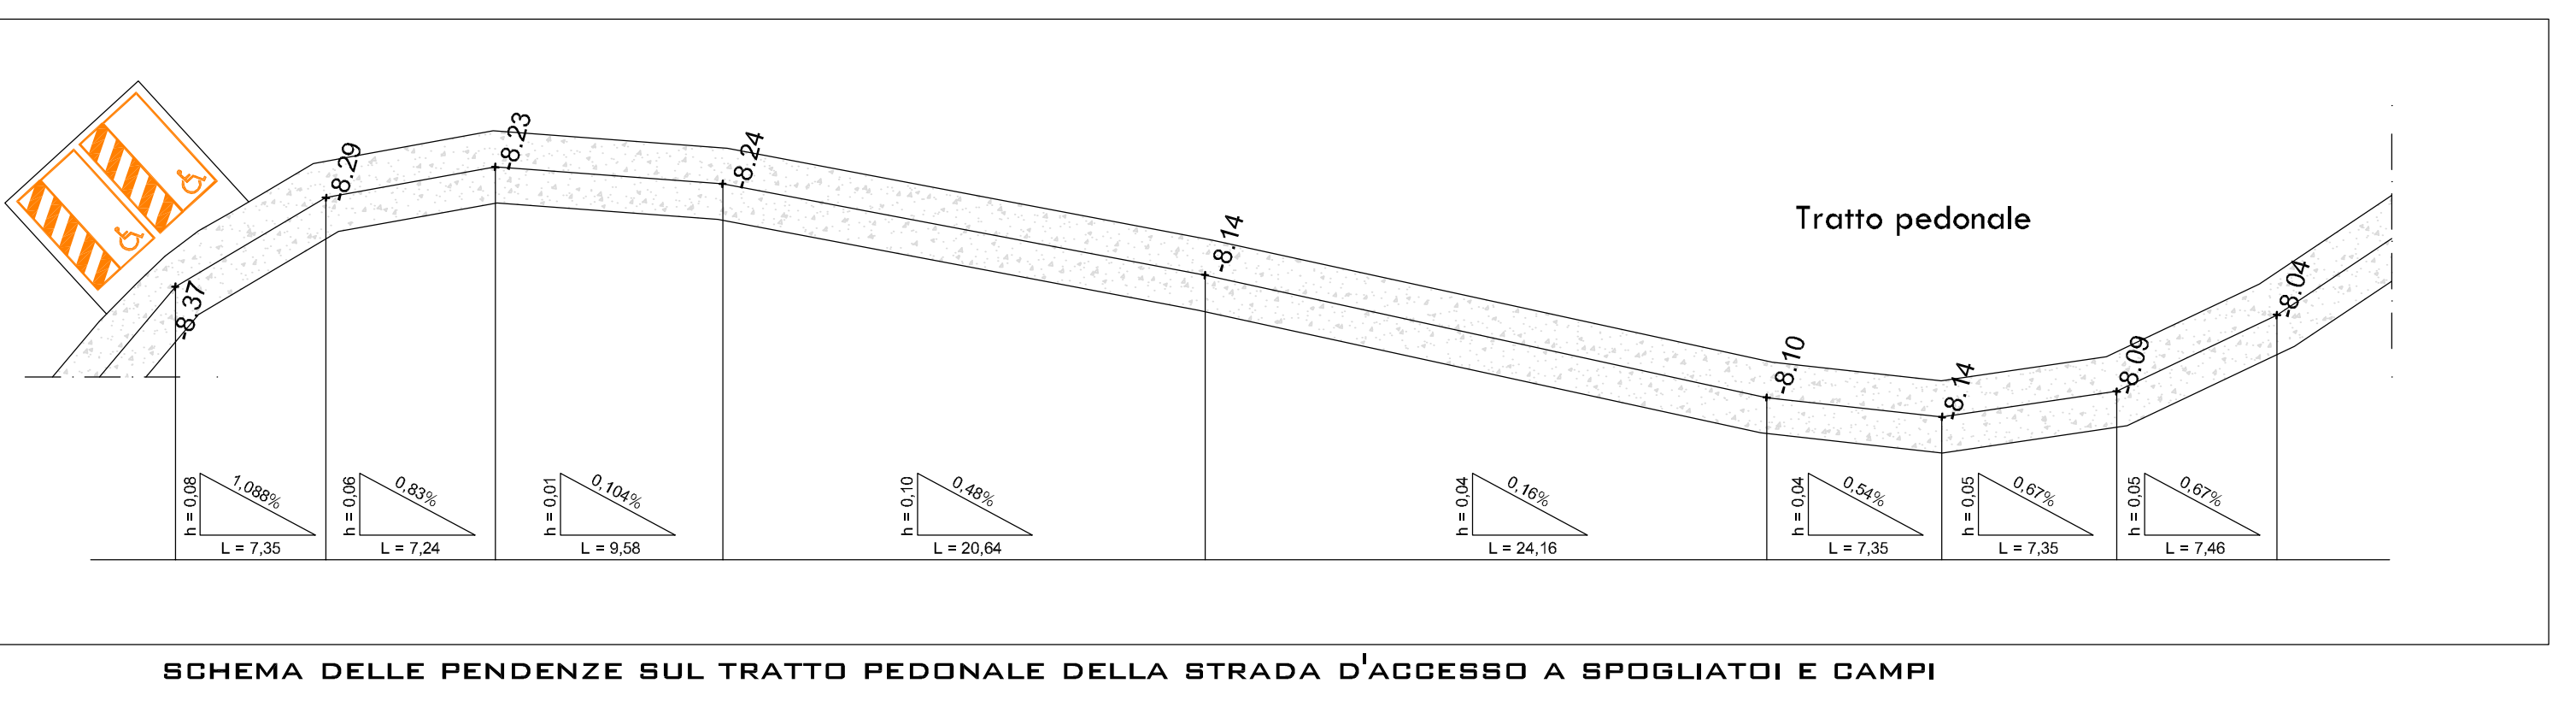 -8.37
-8.29
-8.23
-8.24
-8.14
-8.10
-8.14
-8.09
-8.04
Tratto pedonale
h = 0,08
1,088%
L = 7,35
h = 0,06
0,83%
L = 7,24
h = 0,01
0,104%
L = 9,58
h = 0,10
0,48%
L = 20,64
h = 0,04
0,16%
L = 24,16
h = 0,04
0,54%
L = 7,35
h = 0,05
0,67%
L = 7,35
h = 0,05
0,67%
L = 7,46
SCHEMA DELLE PENDENZE SUL TRATTO PEDONALE DELLA STRADA D'ACCESSO A SPOGLIATOI E CAMPI